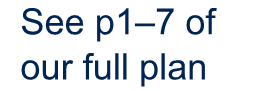 See p1–7 of
our full plan